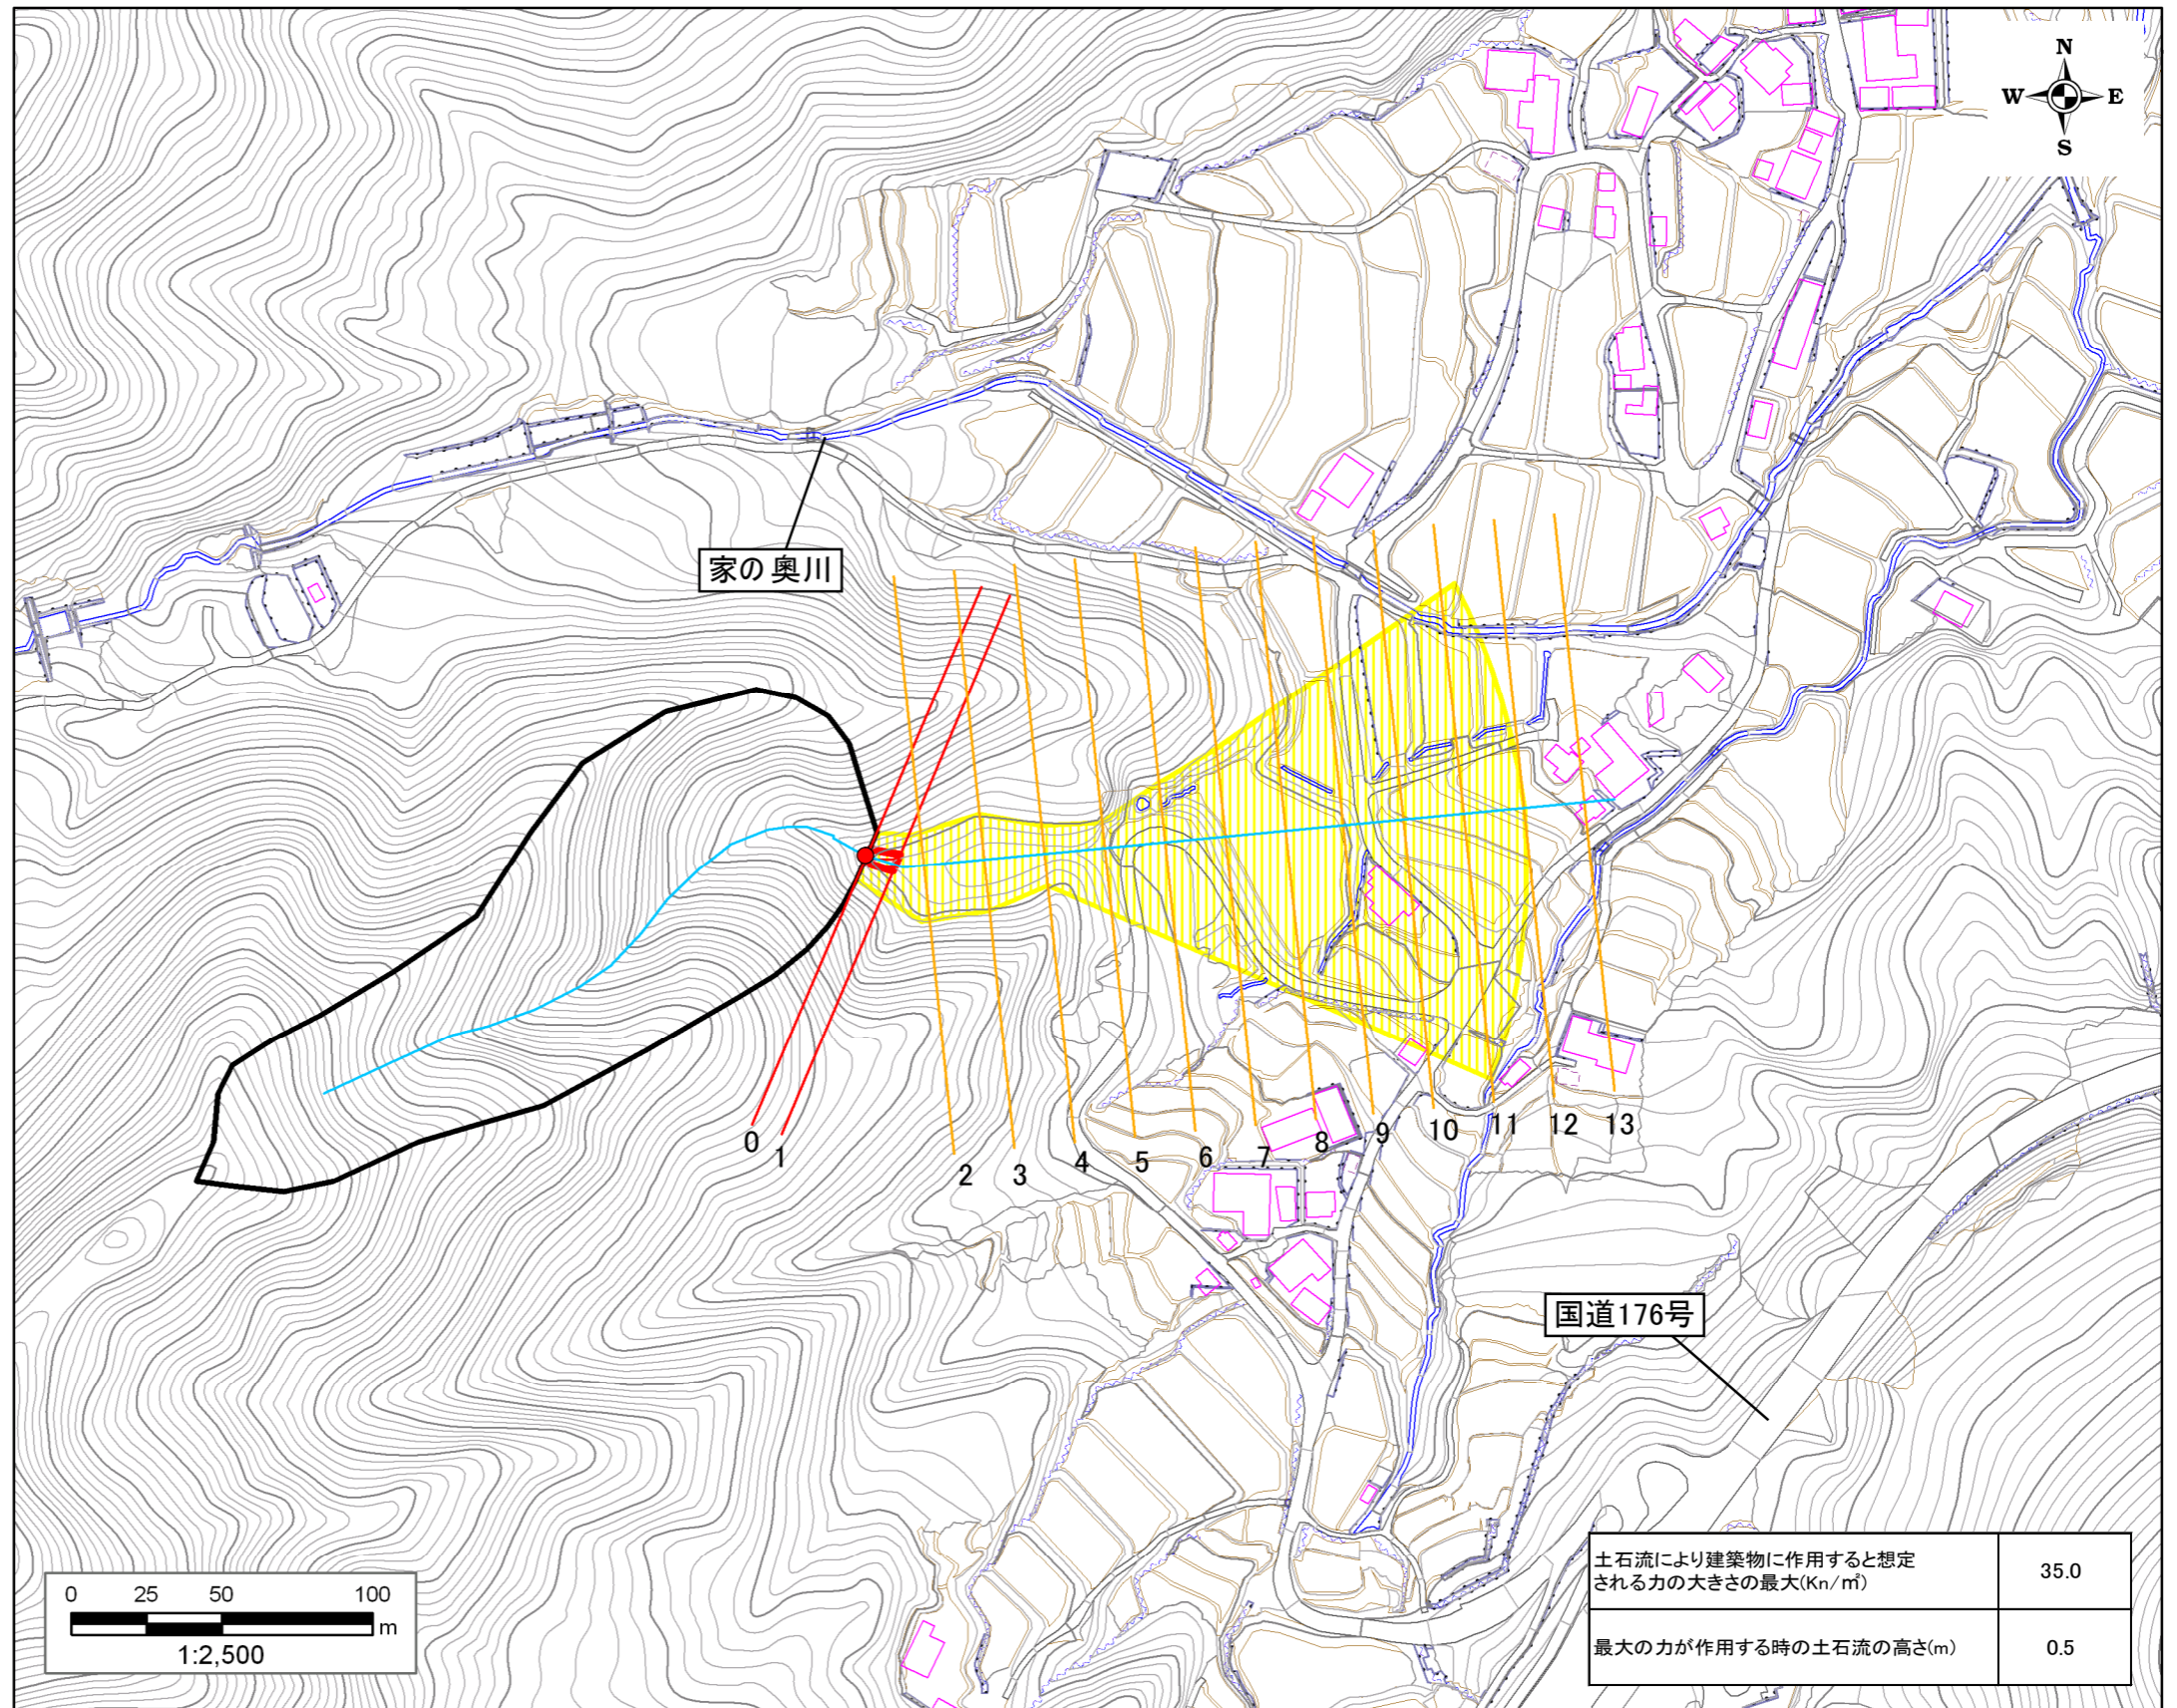 N
W E
S
家の奥川
0
1
2
3
4
5
6
7
8
9
10
11
12
13
国道176号
0 25 50 100
m
1:2,500
土石流により建築物に作用すると想定
される力の大きさの最大(Kn/㎡)
35.0
最大の力が作用する時の土石流の高さ(m)
0.5